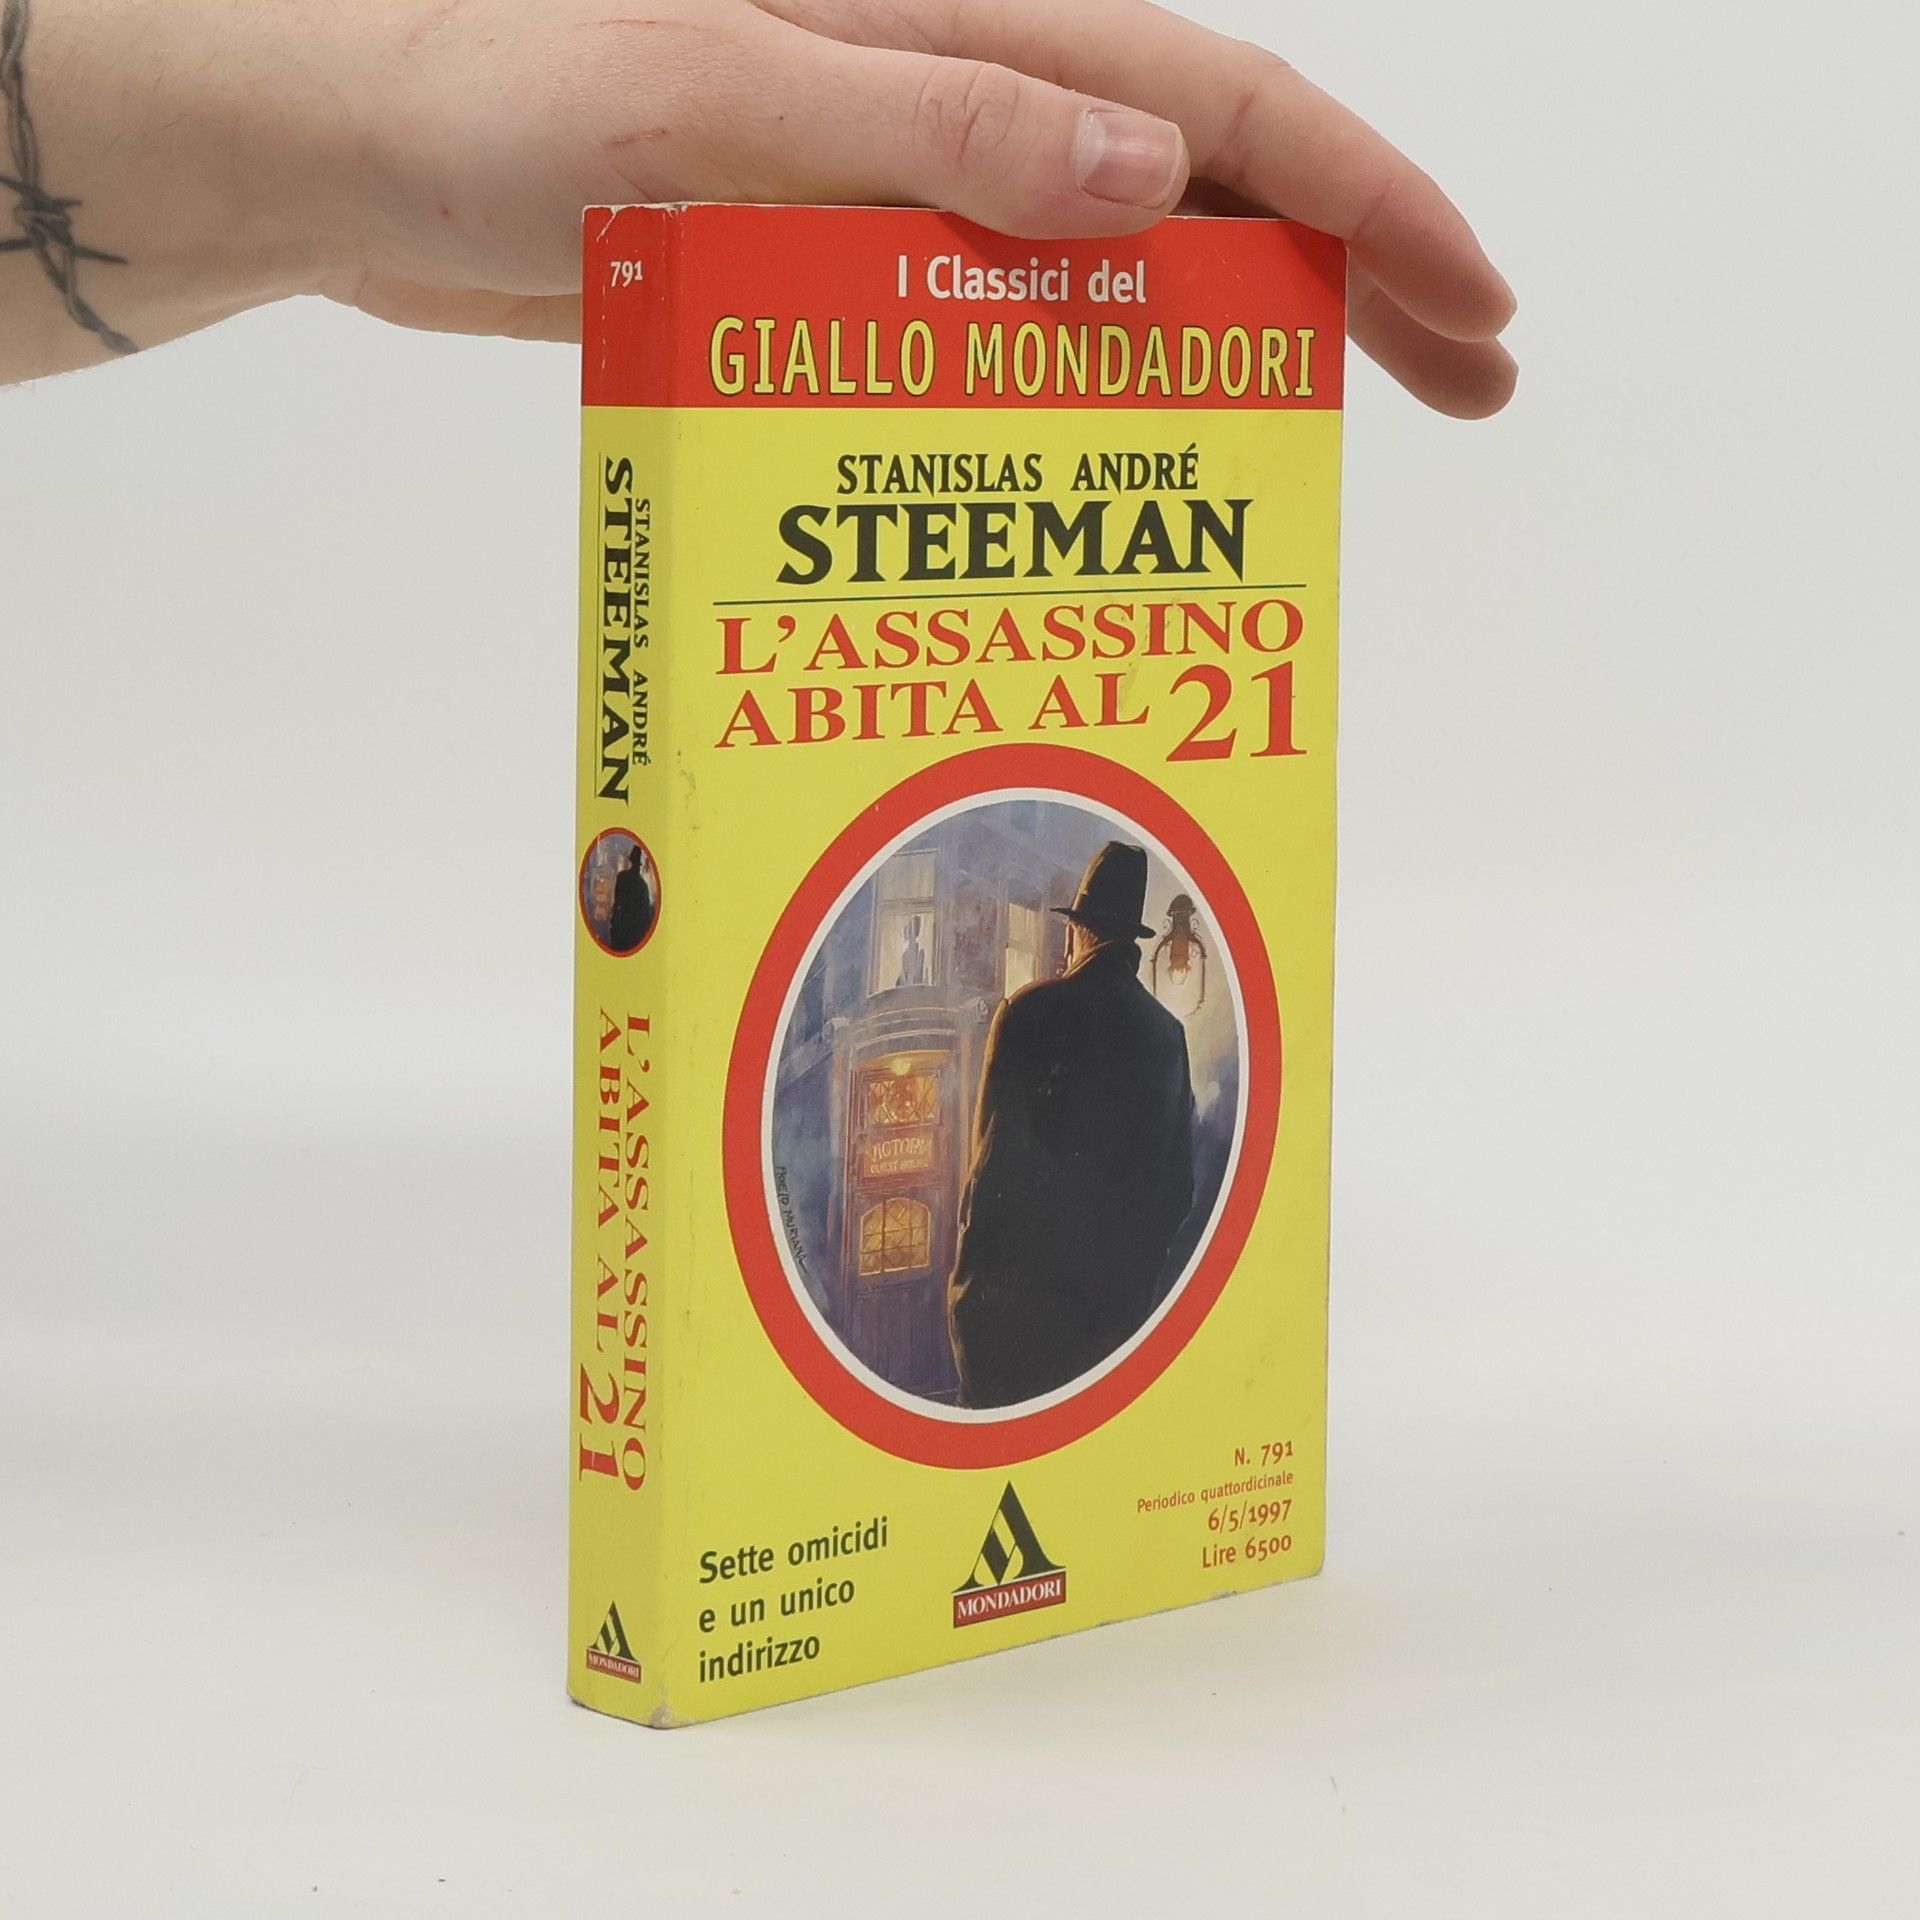 791
STANISLAS ANDRÉ
STEEMAN
L'ASSASSINO
ABITA AL 21
MONDADORI
I Classici del
GIALLO MONDADORI
STANISLAS ANDRÉ
STEEMAN
L'ASSASSINO
ABITA AL 21
VICTORIA
Sette omicidi
e un unico
indirizzo
MONDADORI
N. 791
Periodico quattordicinale
6/5/1997
Lire 6500